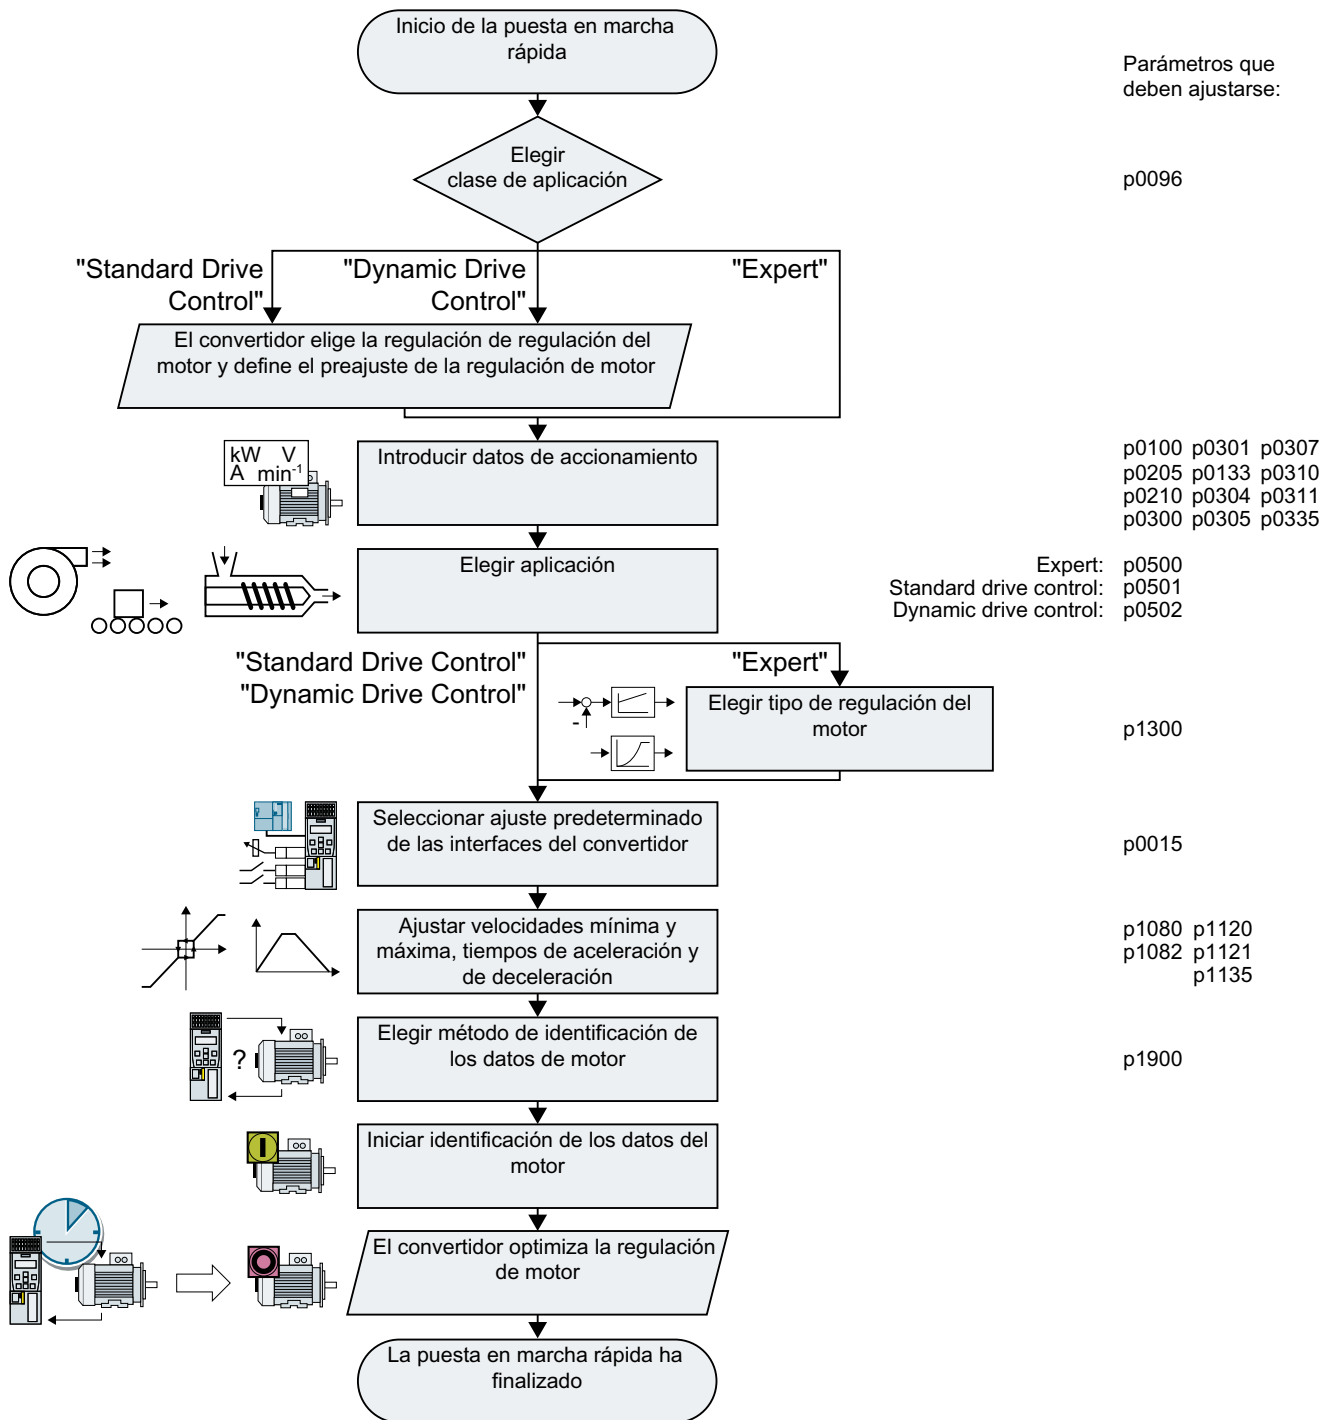 Inicio de la puesta en marcha
rápida
Parámetros que
deben ajustarse:
Elegir
clase de aplicación
p0096
"Standard Drive
Control"
"Dynamic Drive
Control"
"Expert"
El convertidor elige la regulación de regulación del
motor y define el preajuste de la regulación de motor
kW V
A min-1
Introducir datos de accionamiento
p0100 p0301 p0307
p0205 p0133 p0310
p0210 p0304 p0311
p0300 p0305 p0335
Elegir aplicación
Expert: p0500
Standard drive control: p0501
Dynamic drive control: p0502
"Standard Drive Control"
"Dynamic Drive Control"
"Expert"
-
Elegir tipo de regulación del
motor
p1300
Seleccionar ajuste predeterminado
de las interfaces del convertidor
p0015
Ajustar velocidades mínima y
máxima, tiempos de aceleración y
de deceleración
p1080 p1120
p1082 p1121
p1135
?
Elegir método de identificación de
los datos de motor
p1900
Iniciar identificación de los datos del
motor
El convertidor optimiza la regulación
de motor
La puesta en marcha rápida ha
finalizado